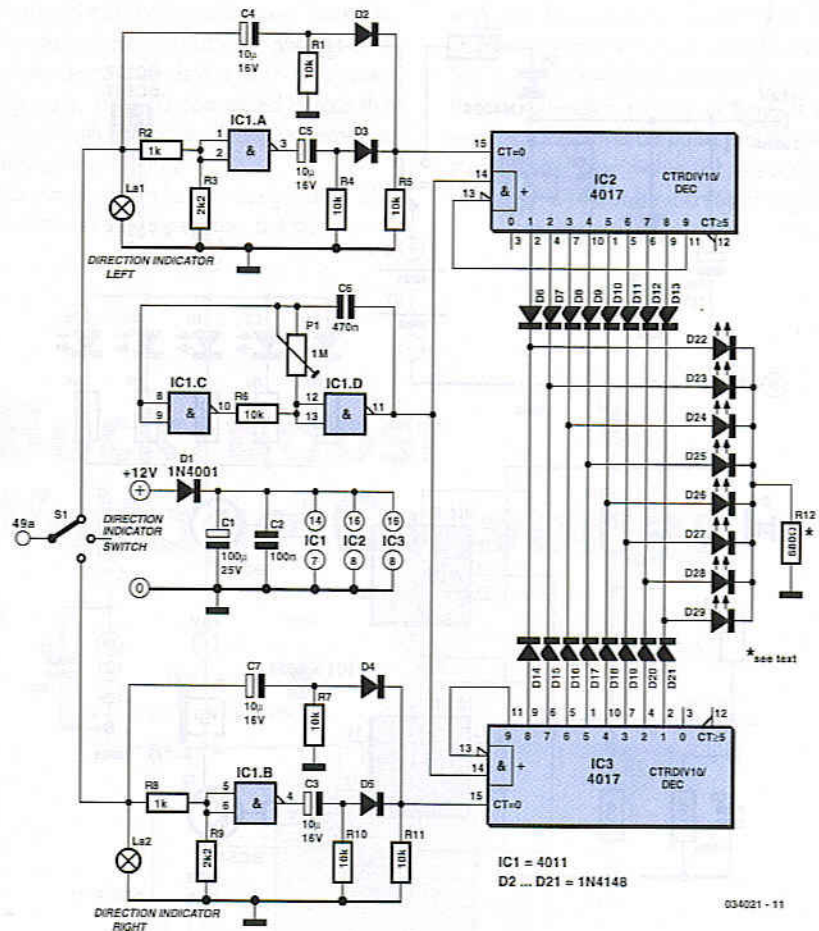 C4
10µ
16V
D2
R1
10k
IC1.A
R2
1k
1
2
&
3
C5
10µ
16V
D3
R3
2k2
R4
10k
R5
10k
La1
DIRECTION INDICATOR
LEFT
15
CT=0
14
&
+
13
IC2
4017
CTRDIV10/
DEC
0 1 2 3 4 5 6 7 8 9 CT≥5
3 2 4 7 10 1 5 6 9 11 12
D6
D7
D8
D9
D10
D11
D12
D13
C6
470n
P1
1M
IC1.C
8
9
&
10
R6
10k
IC1.D
12
13
&
11
D22
D23
D24
D25
D26
D27
D28
D29
R12
680Ω
*
*see text
D1
1N4001
+12V
+
0
C1
100µ
25V
C2
100n
14
IC1
7
16
IC2
8
16
IC3
8
49a
S1
DIRECTION
INDICATOR
SWITCH
D14
D15
D16
D17
D18
D19
D20
D21
C7
10µ
16V
D4
R7
10k
IC1.B
R8
1k
5
6
&
4
C3
10µ
16V
D5
R9
2k2
R10
10k
R11
10k
La2
DIRECTION INDICATOR
RIGHT
11 9 6 5 1 10 7 4 2 3 12
9 8 7 6 5 4 3 2 1 0 CT≥5
13
&
+
14
15
CT=0
IC3
4017
CTRDIV10/
DEC
IC1 = 4011
D2 ... D21 = 1N4148
034021 - 11